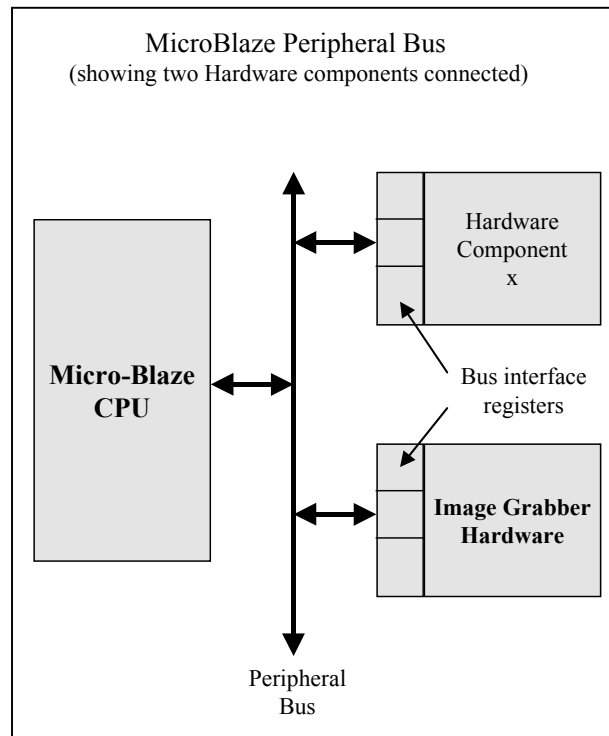 MicroBlaze Peripheral Bus
(showing two Hardware components connected)
Hardware
Component
x
Micro-Blaze
CPU
Bus interface
registers
Image Grabber
Hardware
Peripheral
Bus